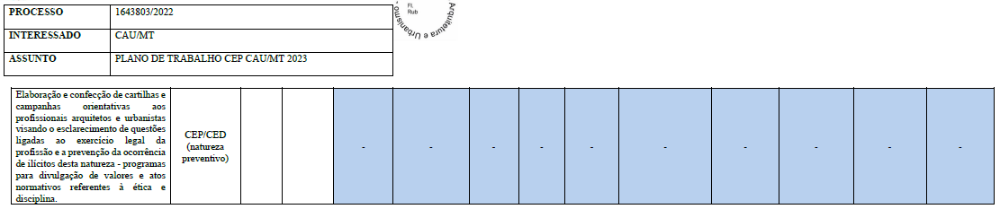 PROCESSO 1643803/2022
INTERESSADO CAU/MT
ASSUNTO PLANO DE TRABALHO CEP CAU/MT 2023
Fl.
Rub
Arquitetura e Urbanismo
Elaboração e confecção de cartilhas e
campanhas orientativas aos
profissionais arquitetos e urbanistas
visando o esclarecimento de questões
ligadas ao exercício legal da
profissão e a prevenção da ocorrência
de ilícitos desta natureza - programas
para divulgação de valores e atos
normativos referentes à ética e
disciplina.
CEP/CED
(natureza
preventivo)
- - - - - - - - - -